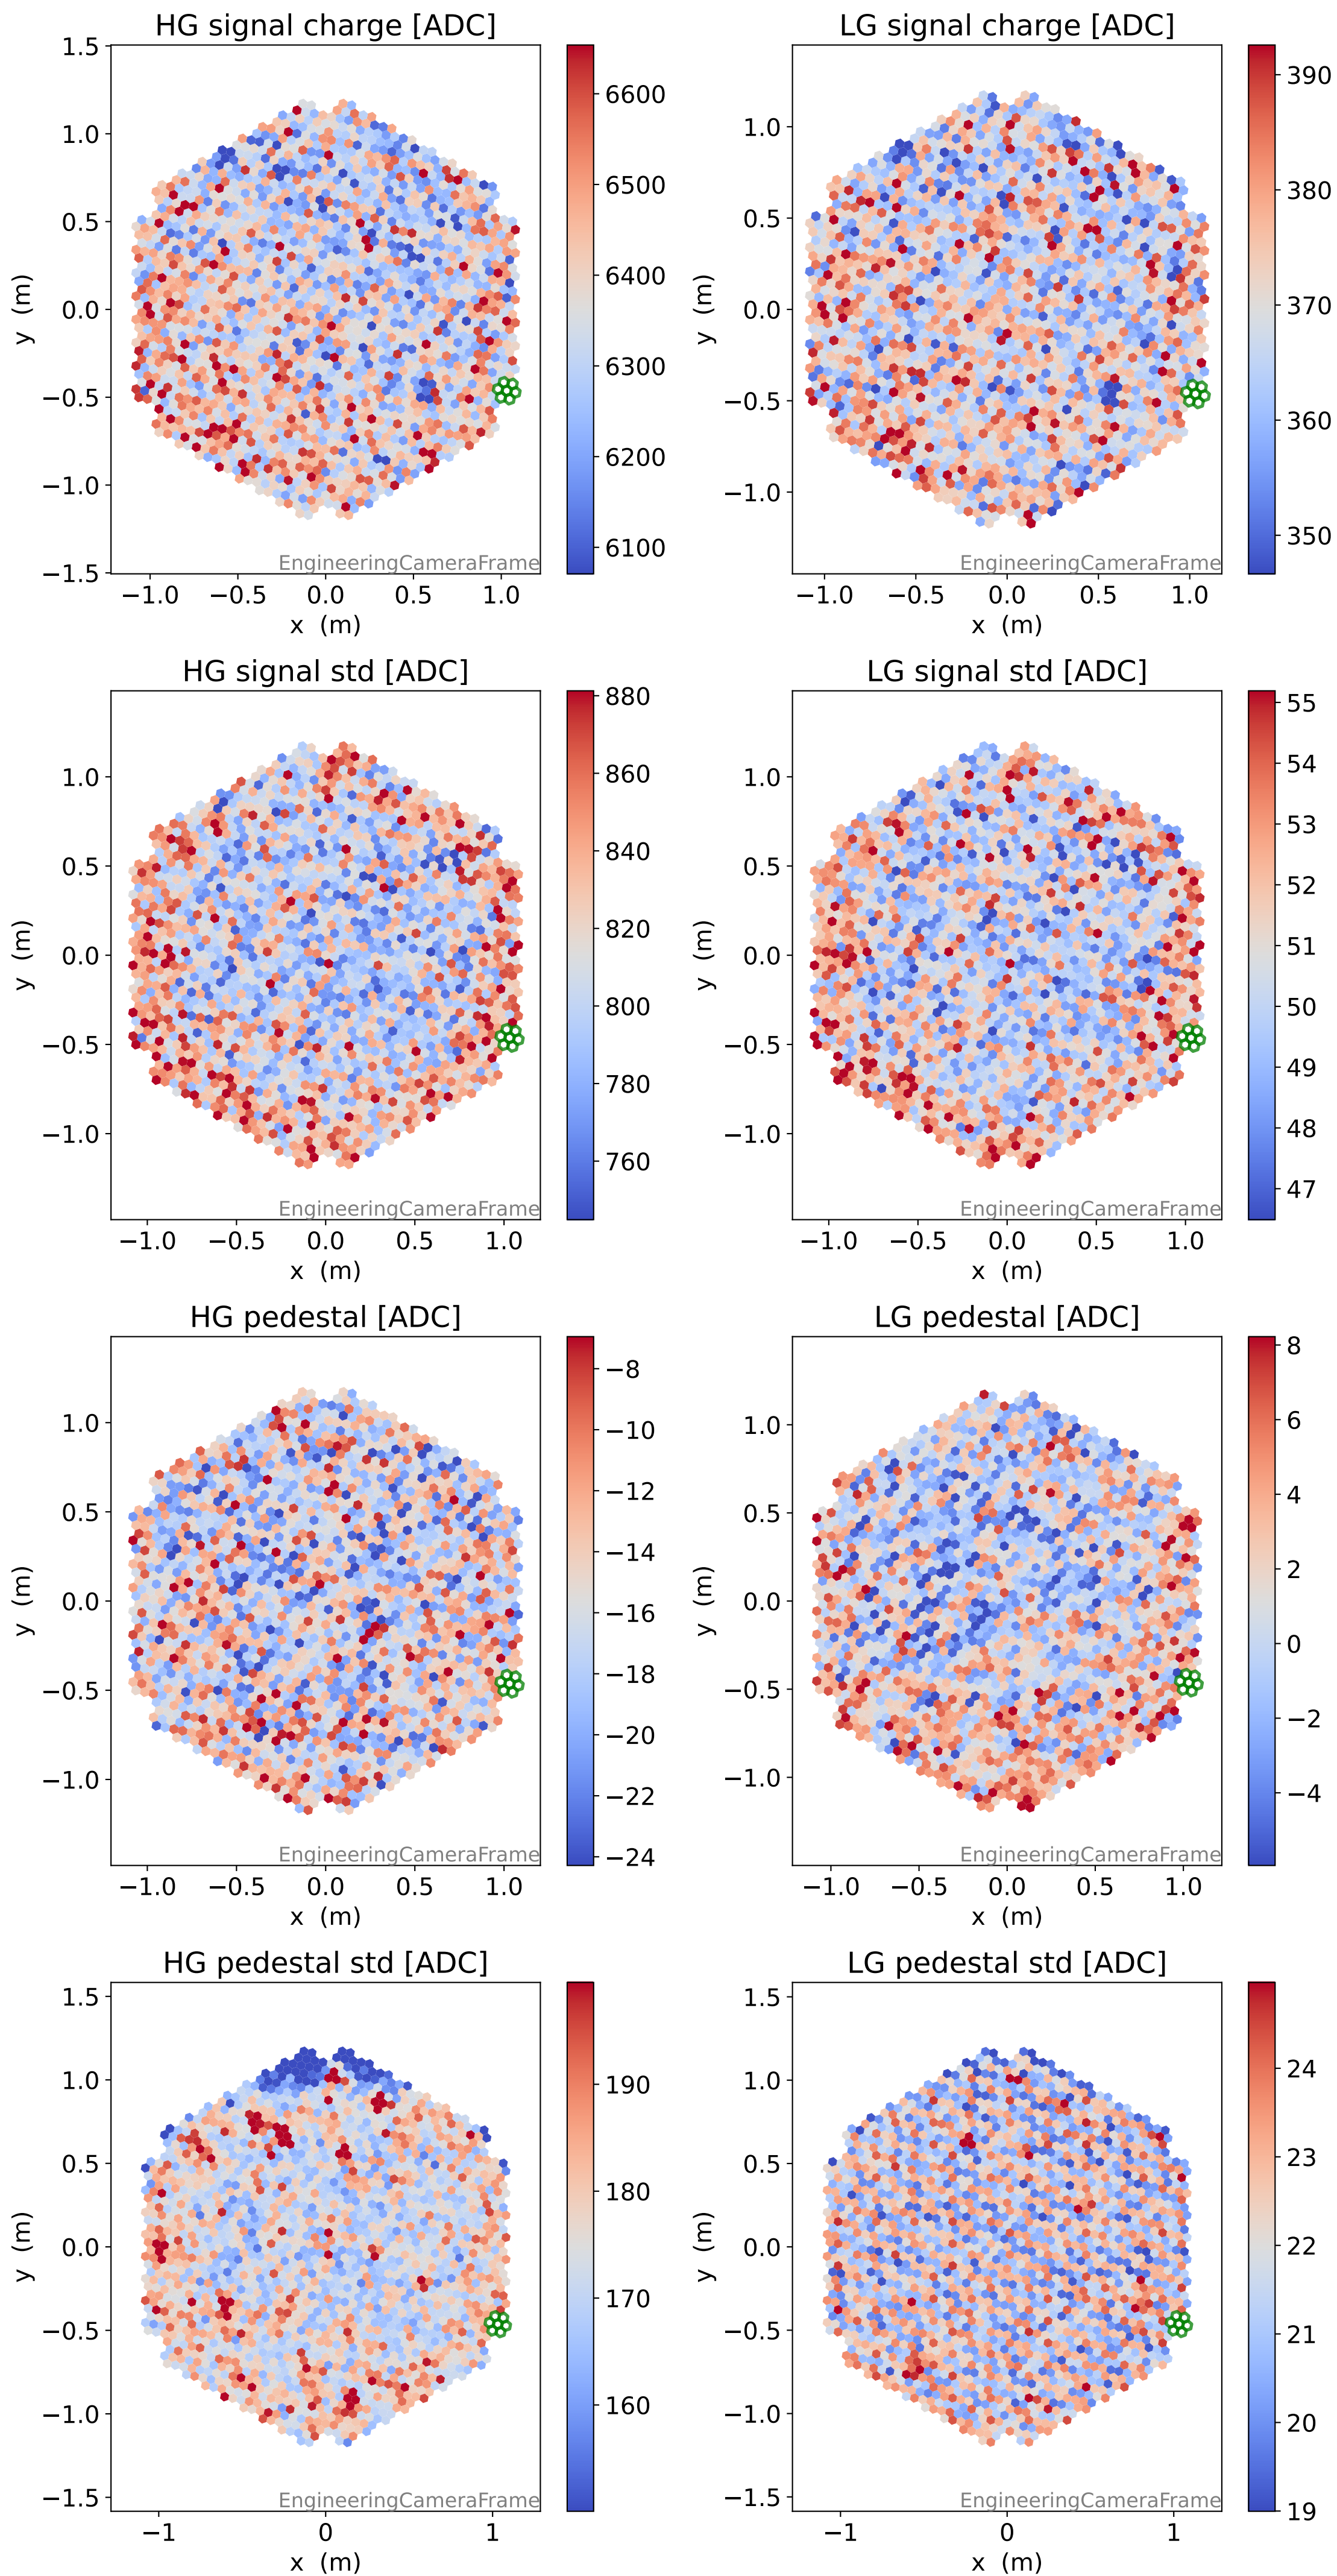 HG signal charge [ADC]
1.5
1.0
0.5
0.0
−0.5
−1.0
−1.5
y (m)
−1.0 −0.5 0.0 0.5 1.0
x (m)
EngineeringCameraFrame
6600
6500
6400
6300
6200
6100
LG signal charge [ADC]
1.0
0.5
0.0
−0.5
−1.0
y (m)
−1.0 −0.5 0.0 0.5 1.0
x (m)
EngineeringCameraFrame
390
380
370
360
350
HG signal std [ADC]
1.0
0.5
0.0
−0.5
−1.0
y (m)
−1.0 −0.5 0.0 0.5 1.0
x (m)
EngineeringCameraFrame
880
860
840
820
800
780
760
LG signal std [ADC]
1.0
0.5
0.0
−0.5
−1.0
y (m)
−1.0 −0.5 0.0 0.5 1.0
x (m)
EngineeringCameraFrame
55
54
53
52
51
50
49
48
47
HG pedestal [ADC]
1.0
0.5
0.0
−0.5
−1.0
y (m)
−1.0 −0.5 0.0 0.5 1.0
x (m)
EngineeringCameraFrame
−8
−10
−12
−14
−16
−18
−20
−22
−24
LG pedestal [ADC]
1.0
0.5
0.0
−0.5
−1.0
y (m)
−1.0 −0.5 0.0 0.5 1.0
x (m)
EngineeringCameraFrame
8
6
4
2
0
−2
−4
HG pedestal std [ADC]
1.5
1.0
0.5
0.0
−0.5
−1.0
−1.5
y (m)
−1 0 1
x (m)
EngineeringCameraFrame
190
180
170
160
LG pedestal std [ADC]
1.5
1.0
0.5
0.0
−0.5
−1.0
−1.5
y (m)
−1 0 1
x (m)
EngineeringCameraFrame
24
23
22
21
20
19